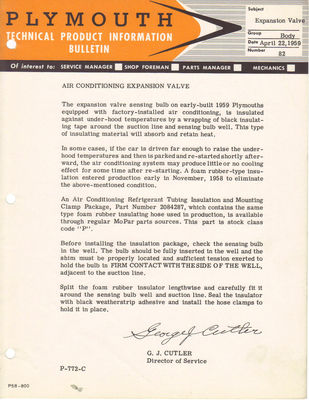 PLYMOUTH
TECHNICAL PRODUCT INFORMATION
BULLETIN
Subject
Expansion Valve
Group Body
Date April 22, 1959
Number 82
Of interest to: SERVICE MANAGER SHOP FOREMAN PARTS MANAGER MECHANICS
AIR CONDITIONING EXPANSION VALVE
The expansion valve sensing bulb on early-built 1959 Plymouths
equipped with factory-installed air conditioning, is insulated
against under-hood temperatures by a wrapping of black insulat-
ing tape around the suction line and sensing bulb well. This type
of insulating material will absorb and retain heat.
In some cases, if the car is driven far enough to raise the under-
hood temperatures and then is parked and re-started shortly after-
ward, the air conditioning system may produce little or no cooling
effect for some time after re-starting. A foam rubber-type insu-
lation entered production early in November, 1958 to eliminate
the above-mentioned condition.
An Air Conditioning Refrigerant Tubing Insulation and Mounting
Clamp Package, Part Number 2084287, which contains the same
type foam rubber insulating hose used in production, is available
through regular MoPar parts sources. This part is stock class
code "P".
Before installing the insulation package, check the sensing bulb
in the well. The bulb should be fully inserted in the well and the
shim must be properly located and sufficient tension exerted to
hold the bulb in FIRM CONTACT WITH THE SIDE OF THE WELL,
adjacent to the suction line.
Split the foam rubber insulator lengthwise and carefully fit it
around the sensing bulb well and suction line. Seal the insulator
with black weatherstrip adhesive and install the hose clamps to
hold it in place.
George J. Cutler
G. J. CUTLER
Director of Service
P-772-C
PSB-800